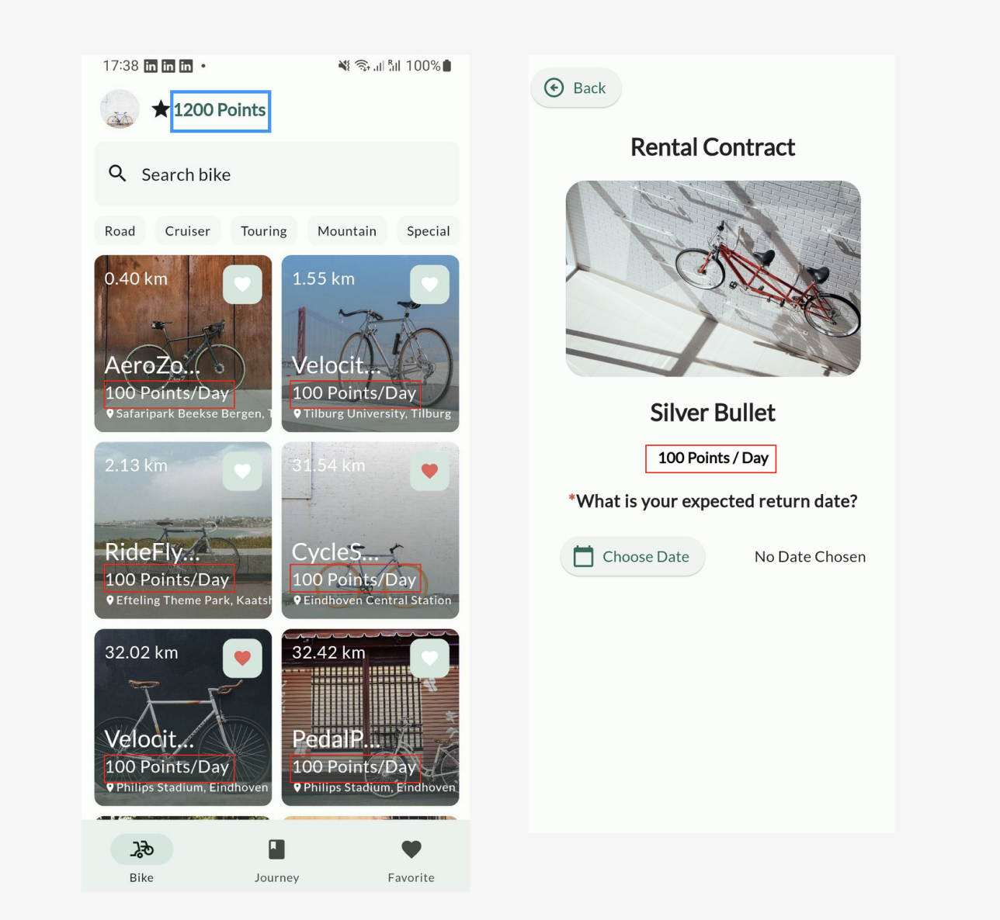 17:38 in in in • R 100%
1200 Points
Search bike
Road Cruiser Touring Mountain Special
0.40 km
AeroZo...
100 Points/Day
Safaripark Beekse Bergen, T
1.55 km
Velocit...
100 Points/Day
Tilburg University, Tilburg
2.13 km
RideFly...
100 Points/Day
Efteling Theme Park, Kaatsh
31.54 km
CycleS...
100 Points/Day
Eindhoven Central Station
32.02 km
Velocit...
100 Points/Day
Philips Stadium, Eindhoven
32.42 km
PedalP...
100 Points/Day
Philips Stadium, Eindhoven
Bike Journey Favorite
Back
Rental Contract
Silver Bullet
100 Points / Day
*What is your expected return date?
Choose Date No Date Chosen